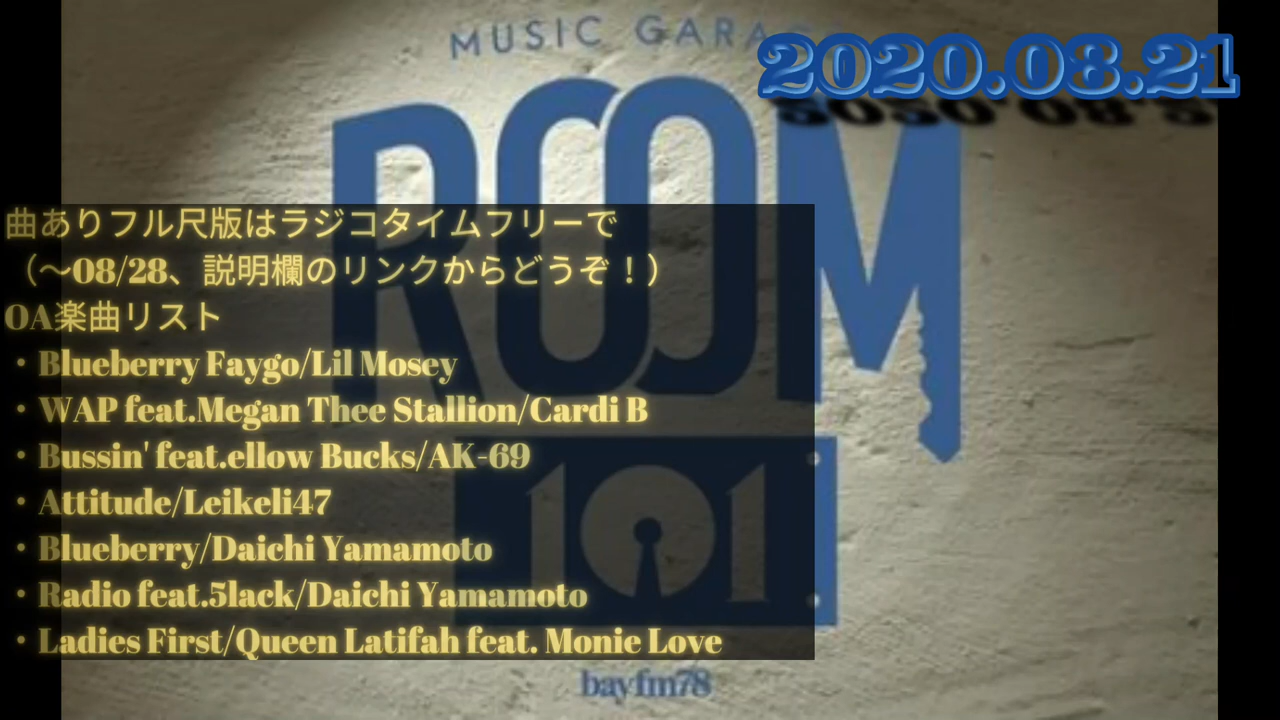 MUSIC GARA
2020.08.21
ROOM
101
曲ありフル尺版はラジコタイムフリーで
（～08/28、説明欄のリンクからどうぞ！）
OA楽曲リスト
・Blueberry Faygo/Lil Mosey
・WAP feat.Megan Thee Stallion/Cardi B
・Bussin' feat.ellow Bucks/AK-69
・Attitude/Leikeli47
・Blueberry/Daichi Yamamoto
・Radio feat.5lack/Daichi Yamamoto
・Ladies First/Queen Latifah feat. Monie Love
bayfm78